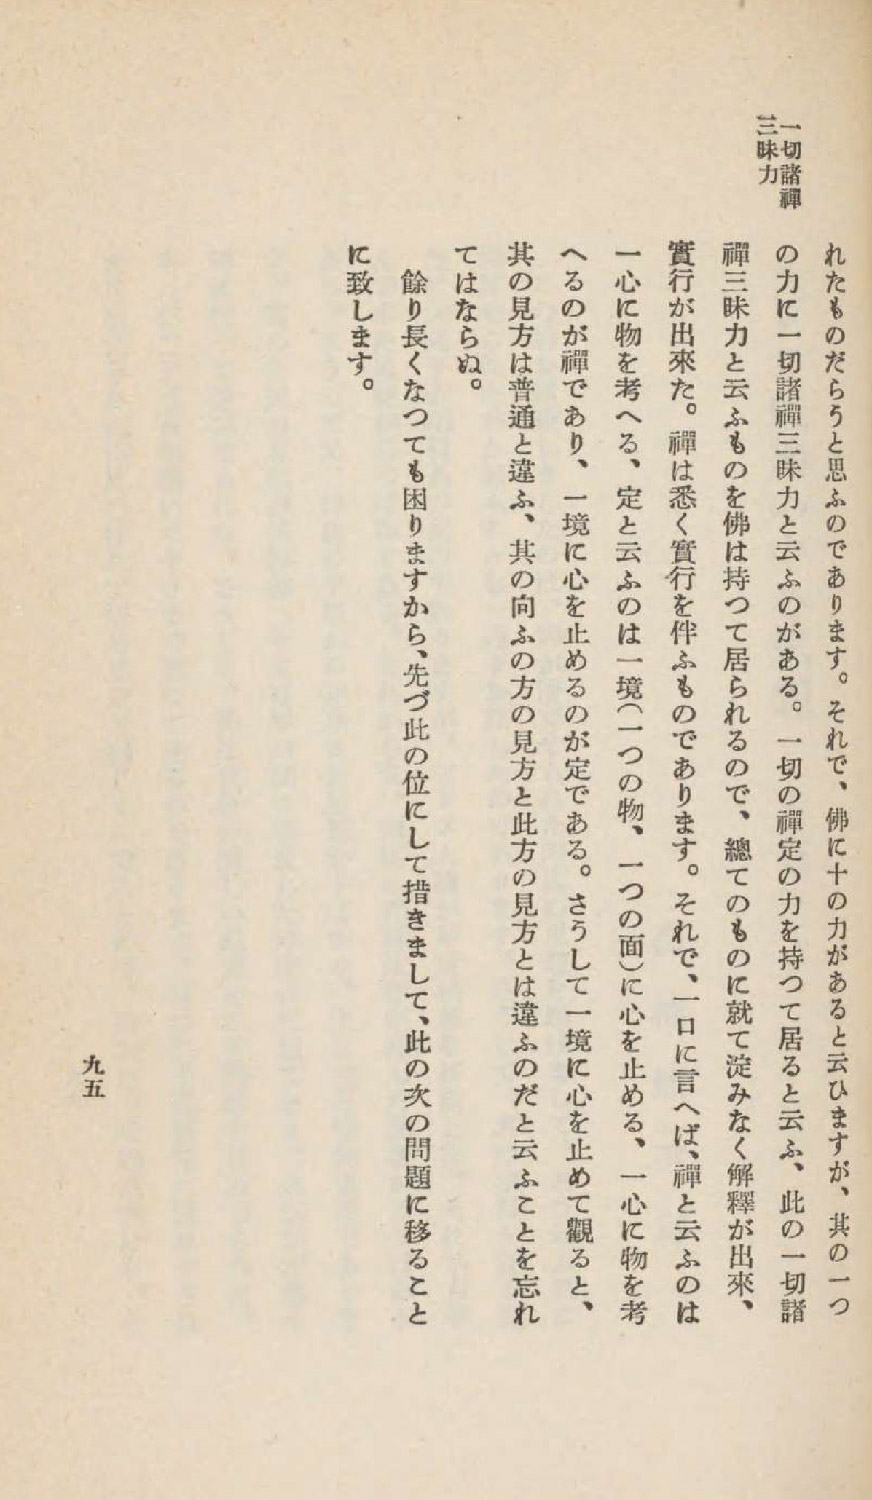 一切諸禪
三昧力
れたものだらうと思ふのであります。それで、佛に十の力があると云ひますが、其の一つ
の力に一切諸禪三昧力と云ふのがある。一切の禪定の力を持つて居ると云ふ、此の一切諸
禪三昧力と云ふものを佛は持つて居られるので、總てのものに就て淀みなく解釋が出來、
實行が出來た。禪は悉く實行を伴ふものであります。それで、一口に言へば、禪と云ふのは
一心に物を考へる、定と云ふのは一境(一つの物、一つの面)に心を止める、一心に物を考
へるのが禪であり、一境に心を止めるのが定である。さうして一境に心を止めて觀ると、
其の見方は普通と違ふ、其の向ふの方の見方と此方の見方とは違ふのだと云ふことを忘れ
てはならぬ。
餘り長くなつても困りますから、先づ此の位にして措きまして、此の次の問題に移ること
に致します。
九五